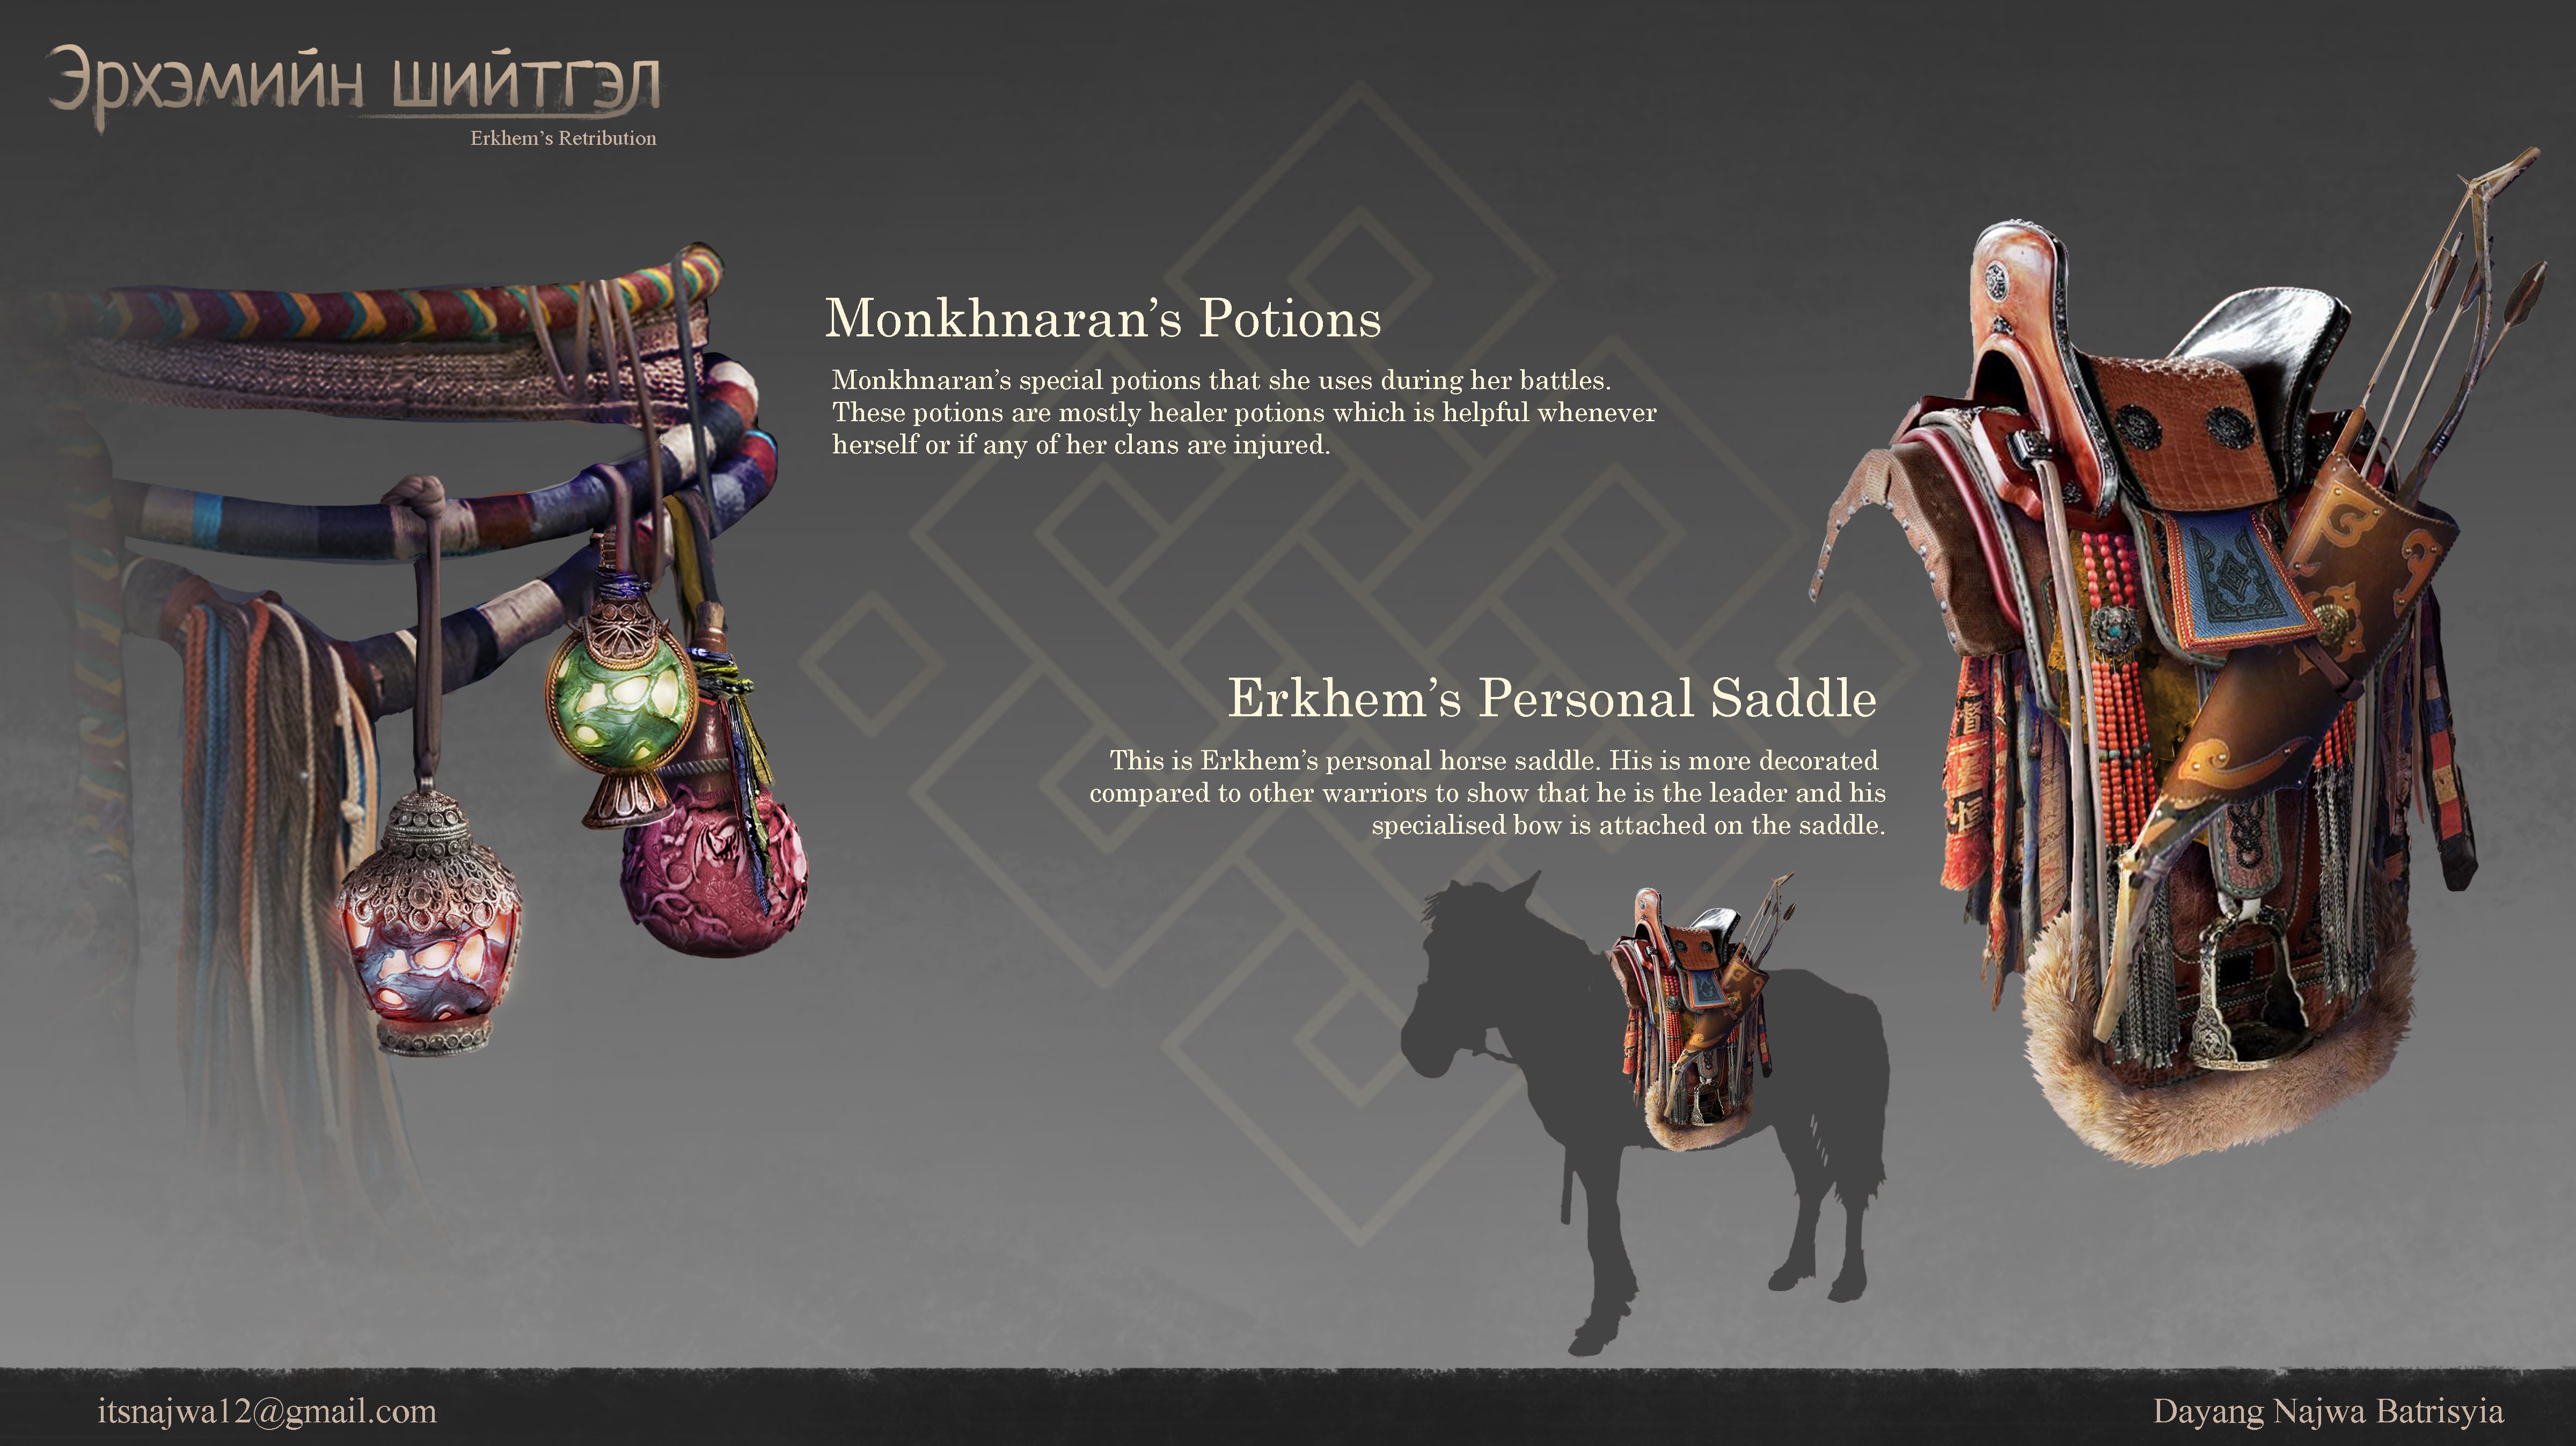 Эрхэмийн шийтгэл
Erkhem’s Retribution
Monkhnaran’s Potions
Monkhnaran’s special potions that she uses during her battles.
These potions are mostly healer potions which is helpful whenever
herself or if any of her clans are injured.
Erkhem’s Personal Saddle
This is Erkhem’s personal horse saddle. His is more decorated
compared to other warriors to show that he is the leader and his
specialised bow is attached on the saddle.
itsnajwa12@gmail.com
Dayang Najwa Batrisyia